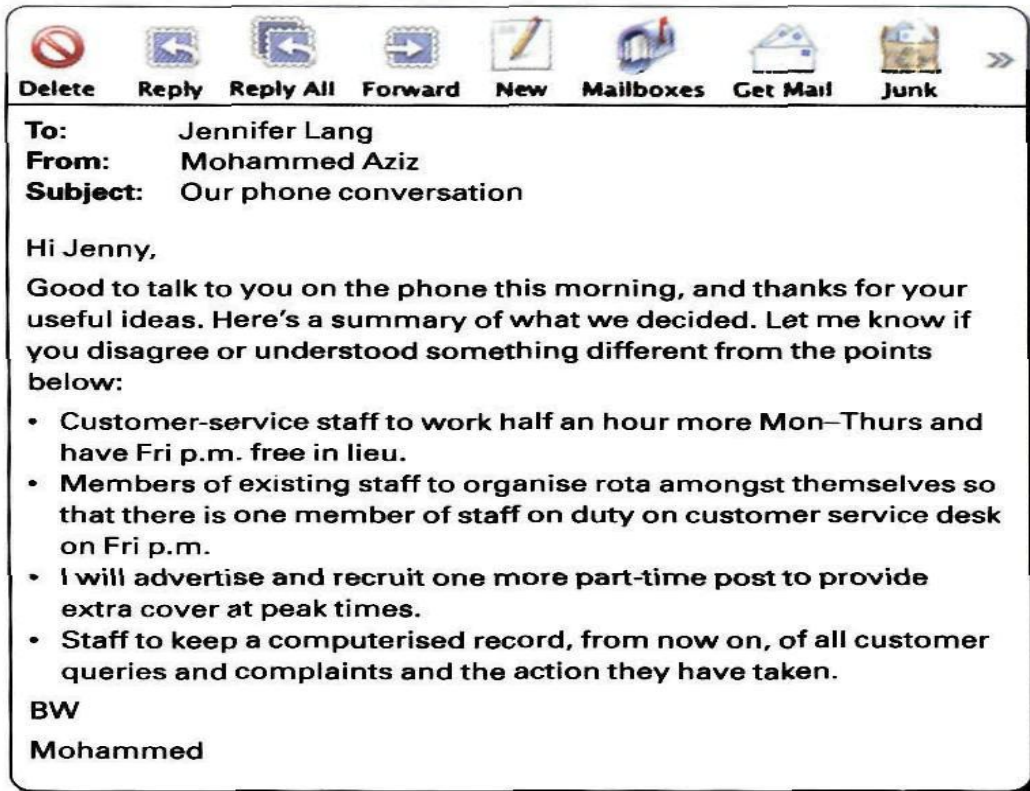 Delete Reply Reply All Forward New Mailboxes Get Mail Junk
To: Jennifer Lang
From: Mohammed Aziz
Subject: Our phone conversation
Hi Jenny,
Good to talk to you on the phone this morning, and thanks for your
useful ideas. Here's a summary of what we decided. Let me know if
you disagree or understood something different from the points
below:
• Customer-service staff to work half an hour more Mon–Thurs and
have Fri p.m. free in lieu.
• Members of existing staff to organise rota amongst themselves so
that there is one member of staff on duty on customer service desk
on Fri p.m.
• I will advertise and recruit one more part-time post to provide
extra cover at peak times.
• Staff to keep a computerised record, from now on, of all customer
queries and complaints and the action they have taken.
BW
Mohammed